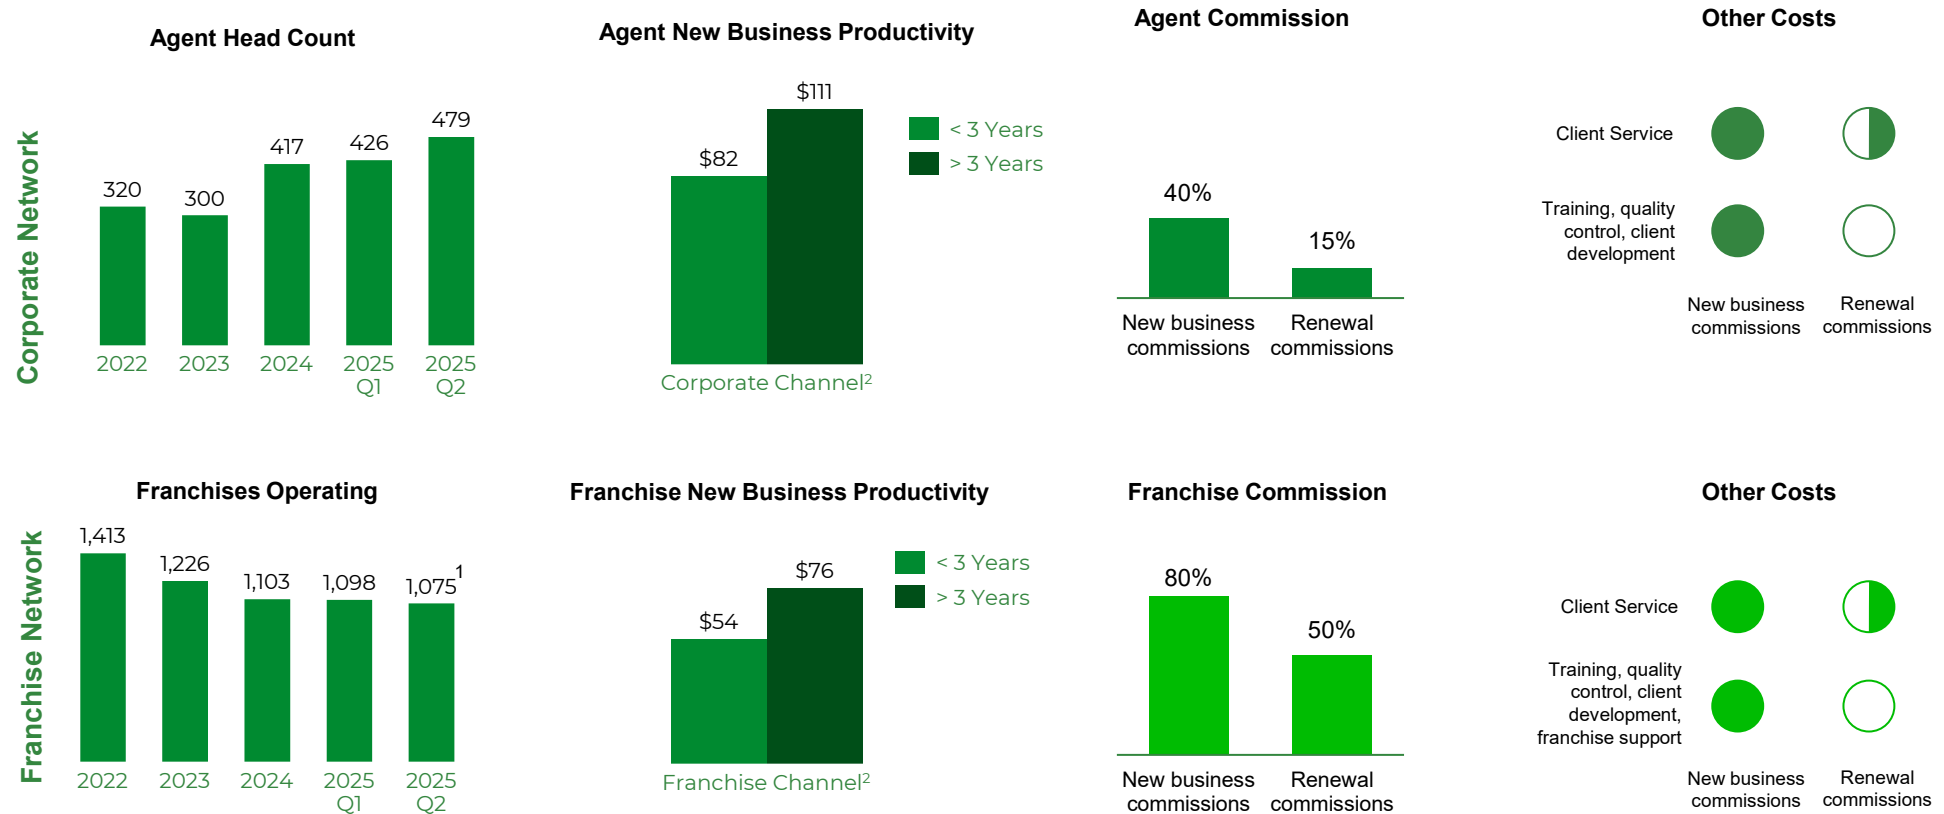 Corporate Network
Agent Head Count
320
300
417
426
479
2022
2023
2024
2025
Q1
2025
Q2
Agent New Business Productivity
$82
$111
< 3 Years
> 3 Years
Corporate Channel²
Agent Commission
40%
15%
New business
commissions
Renewal
commissions
Other Costs
Client Service
Training, quality
control, client
development
New business
commissions
Renewal
commissions
Franchise Network
Franchises Operating
1,413
1,226
1,103
1,098
1,075¹
2022
2023
2024
2025
Q1
2025
Q2
Franchise New Business Productivity
$54
$76
< 3 Years
> 3 Years
Franchise Channel²
Franchise Commission
80%
50%
New business
commissions
Renewal
commissions
Other Costs
Client Service
Training, quality
control, client
development,
franchise support
New business
commissions
Renewal
commissions